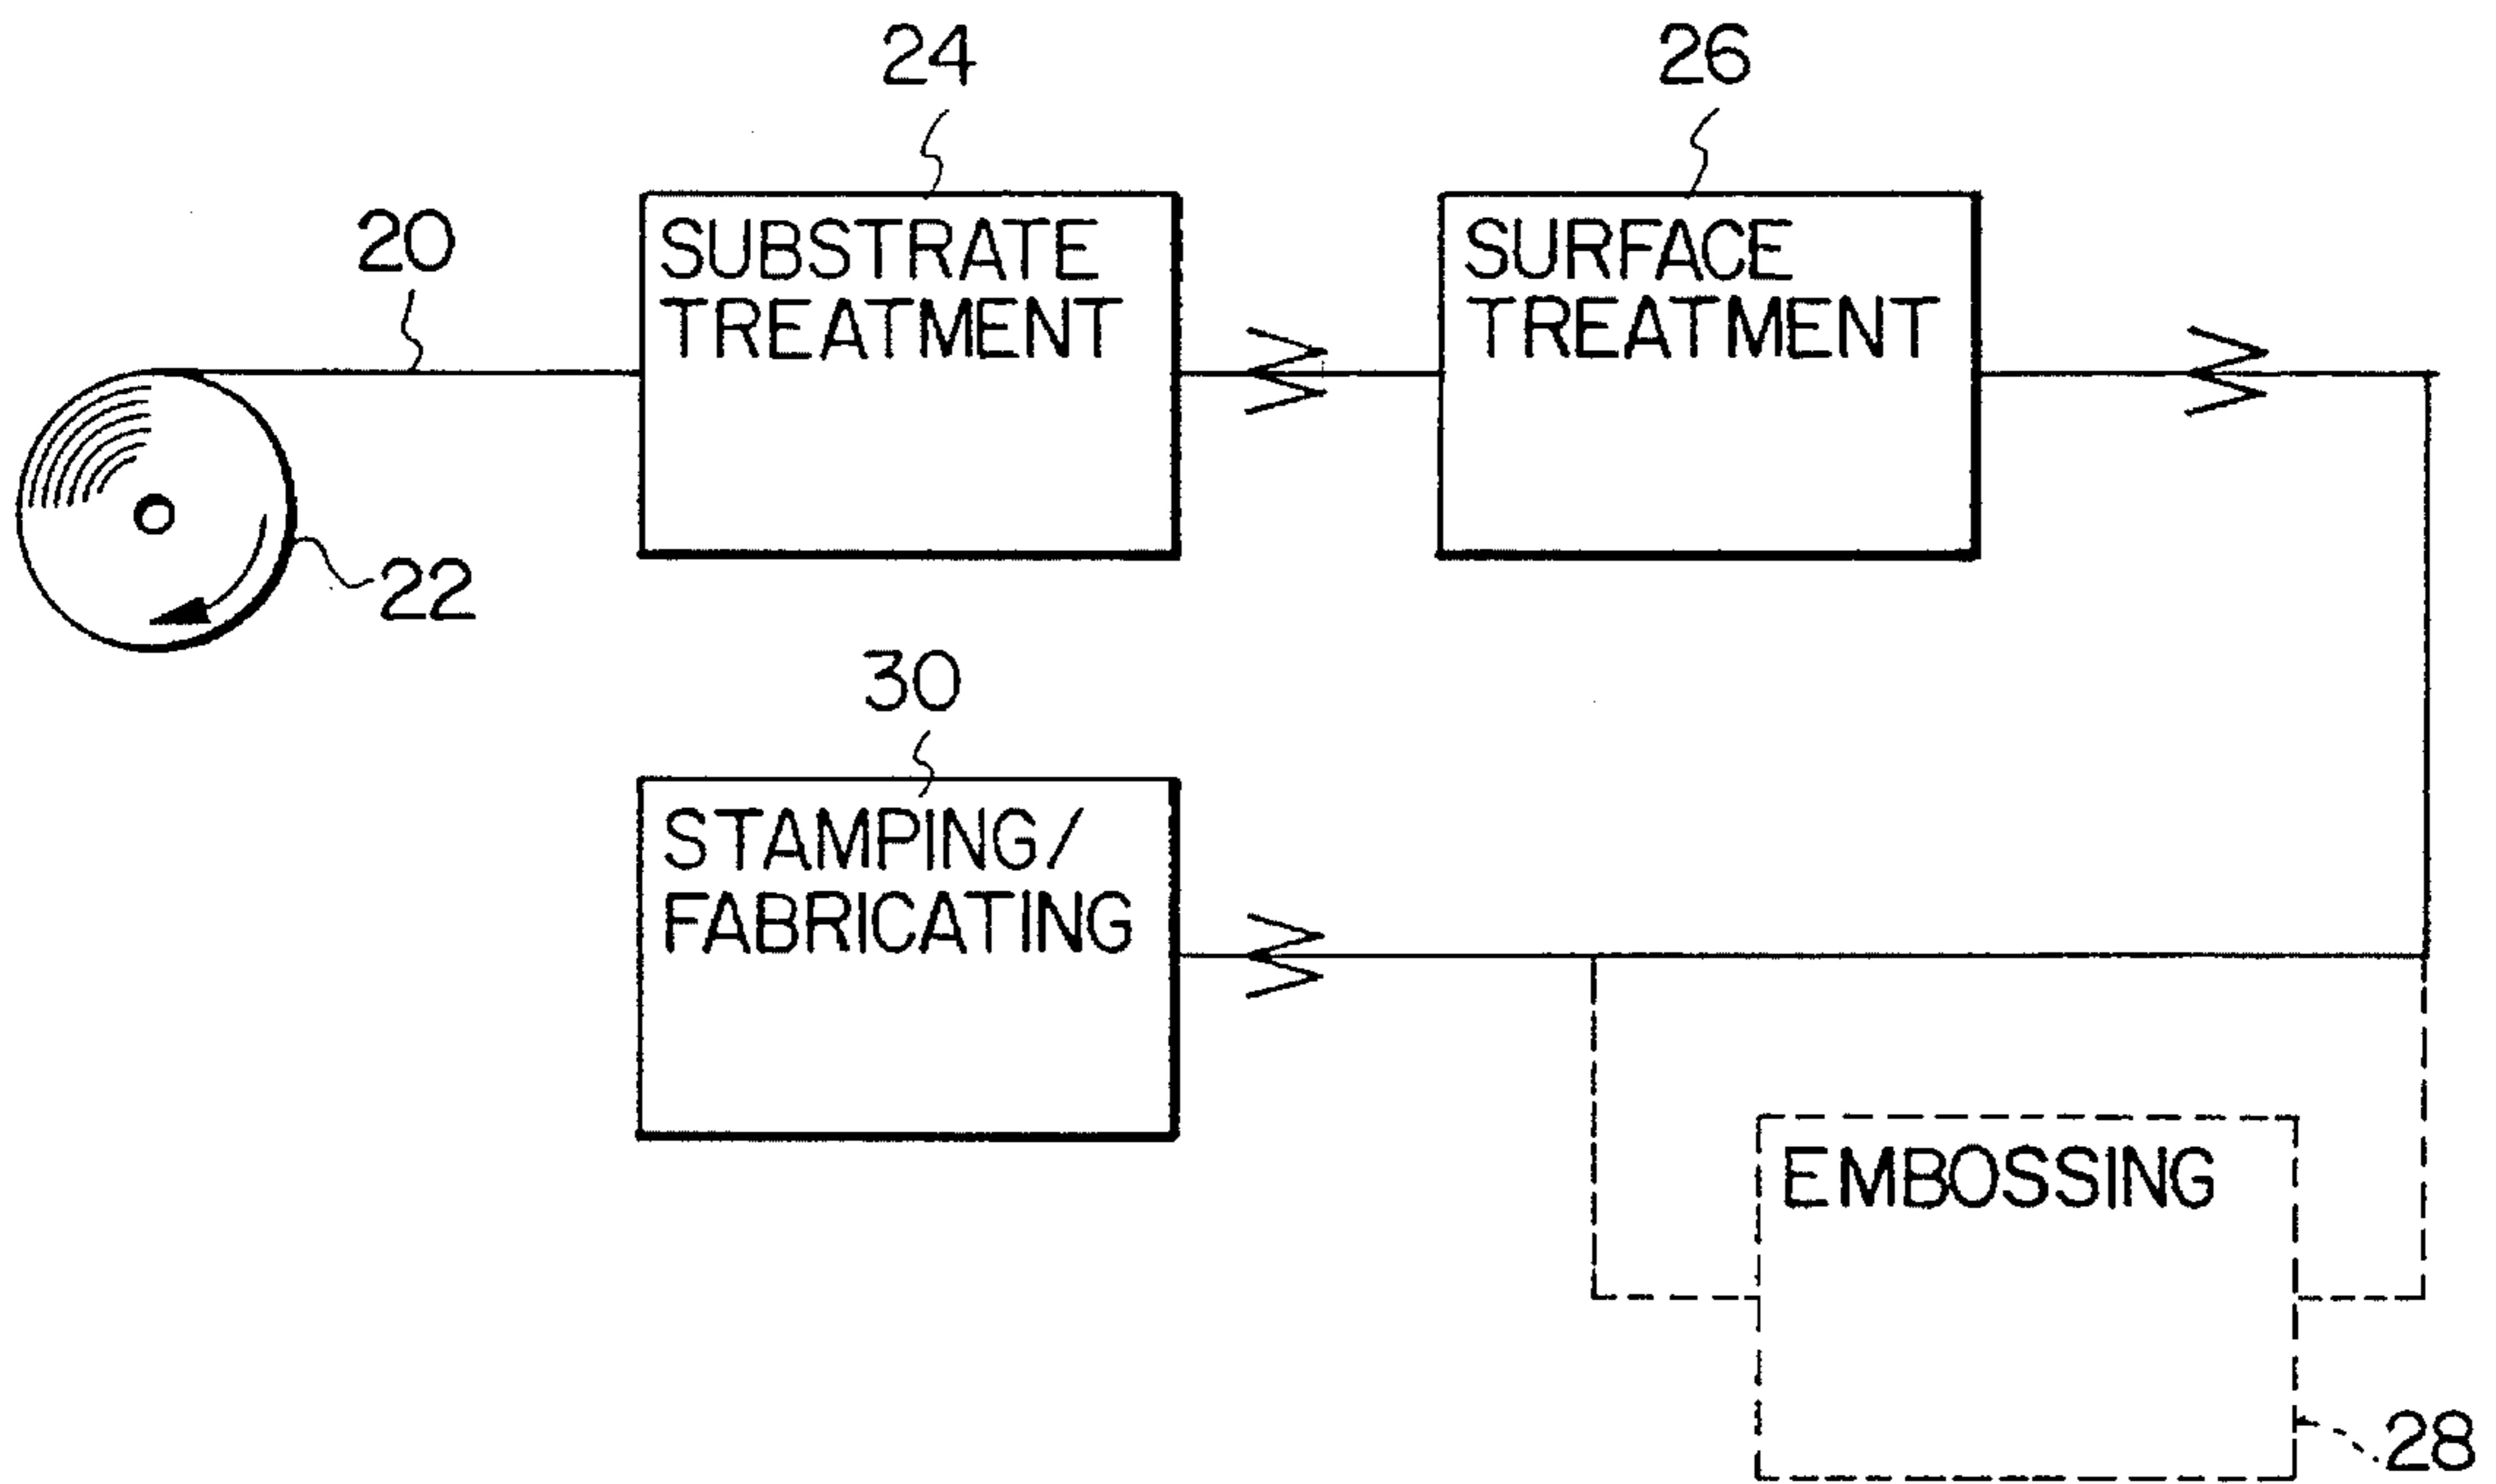 24
26
20
SUBSTRATE
TREATMENT
SURFACE
TREATMENT
22
30
STAMPING/
FABRICATING
EMBOSSING
28